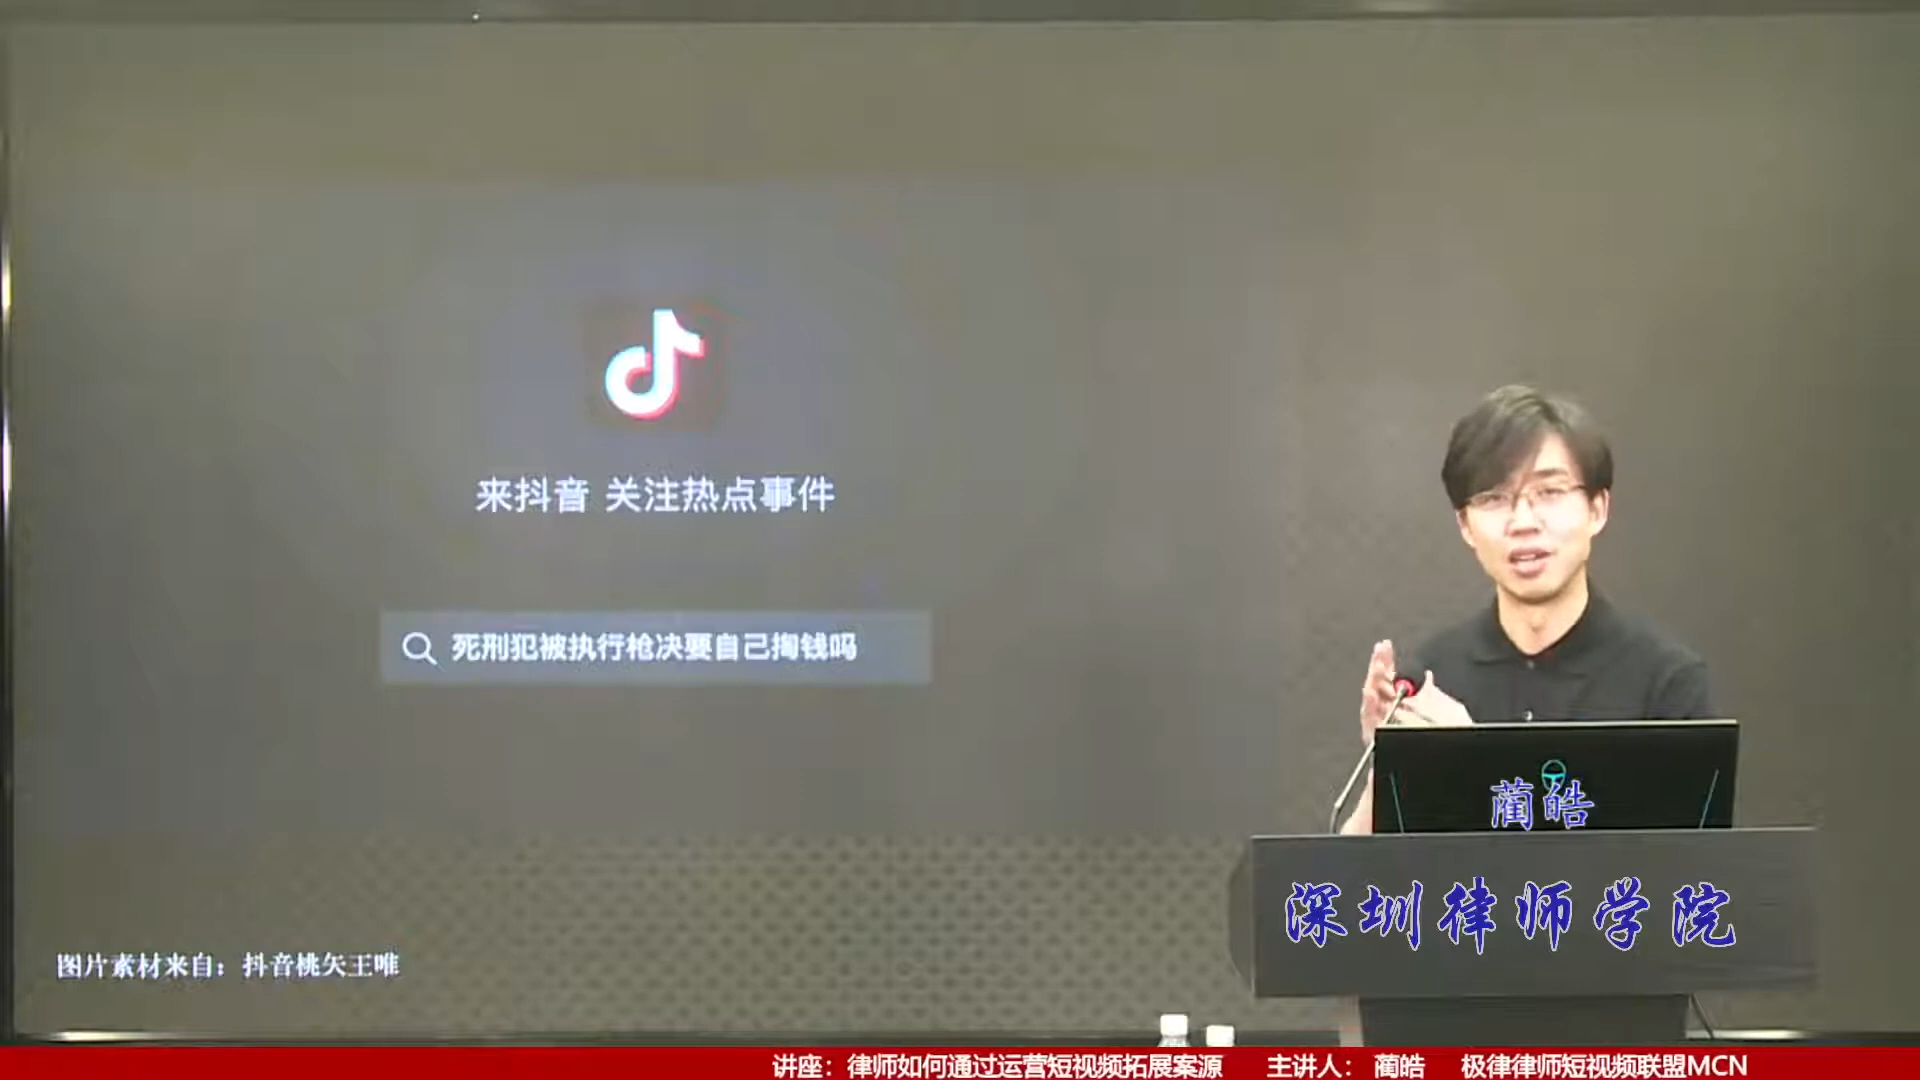 来抖音 关注热点事件
死刑犯被执行枪决要自己掏钱吗
图片素材来自：抖音桃矢王唯
蔺皓
深圳律师学院
讲座：律师如何通过运营短视频拓展案源 主讲人： 蔺皓 极律律师短视频联盟MCN